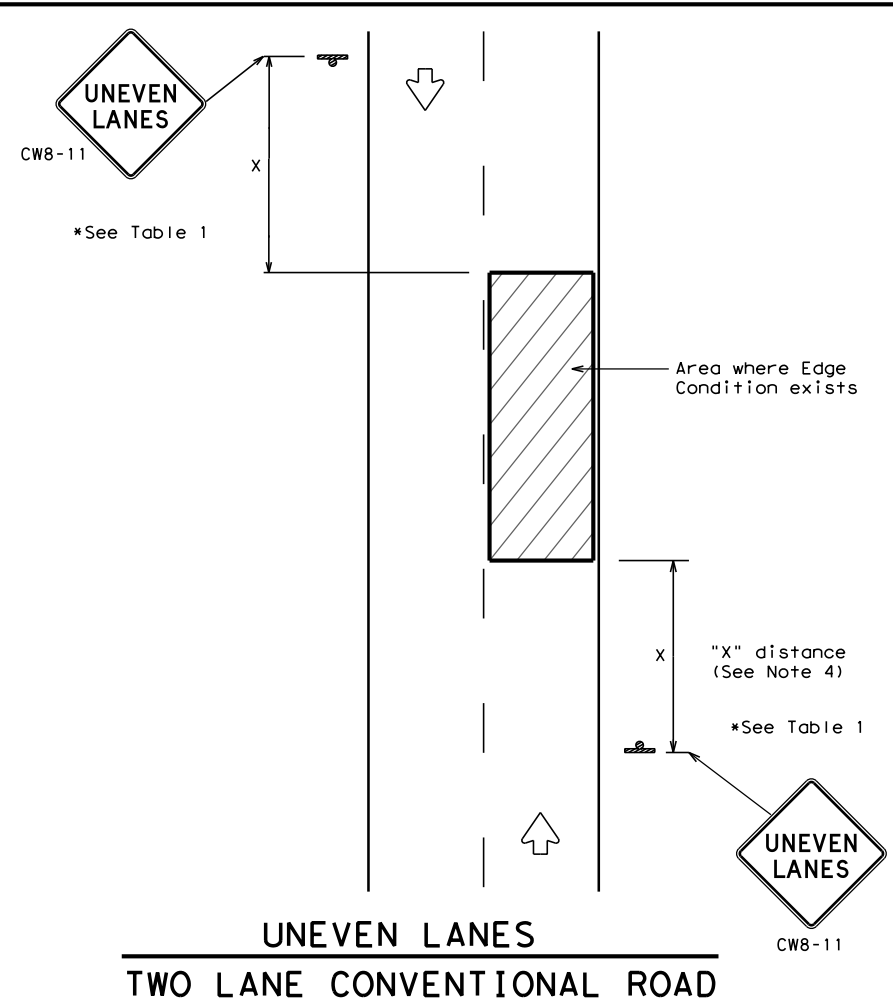 UNEVEN
LANES
CW8-11
X
*See Table 1
Area where Edge
Condition exists
X
"X" distance
(See Note 4)
*See Table 1
UNEVEN
LANES
CW8-11
UNEVEN LANES
TWO LANE CONVENTIONAL ROAD